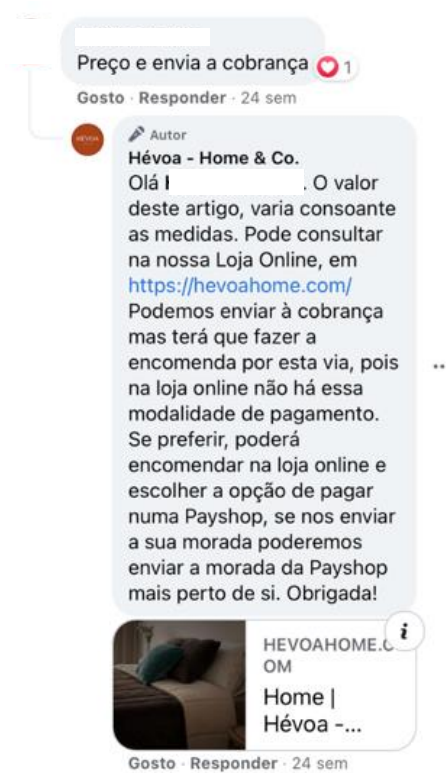 Preço e envia a cobrança
1
Gosto · Responder · 24 sem
HÉVOA
Autor
Hévoa - Home & Co.
Olá . O valor
deste artigo, varia consoante
as medidas. Pode consultar
na nossa Loja Online, em
https://hevoahome.com/
Podemos enviar à cobrança
mas terá que fazer a
encomenda por esta via, pois
na loja online não há essa
modalidade de pagamento.
Se preferir, poderá
encomendar na loja online e
escolher a opção de pagar
numa Payshop, se nos enviar
a sua morada poderemos
enviar a morada da Payshop
mais perto de si. Obrigada!
HEVOAHOME.C
OM
Home |
Hévoa -...
Gosto · Responder · 24 sem